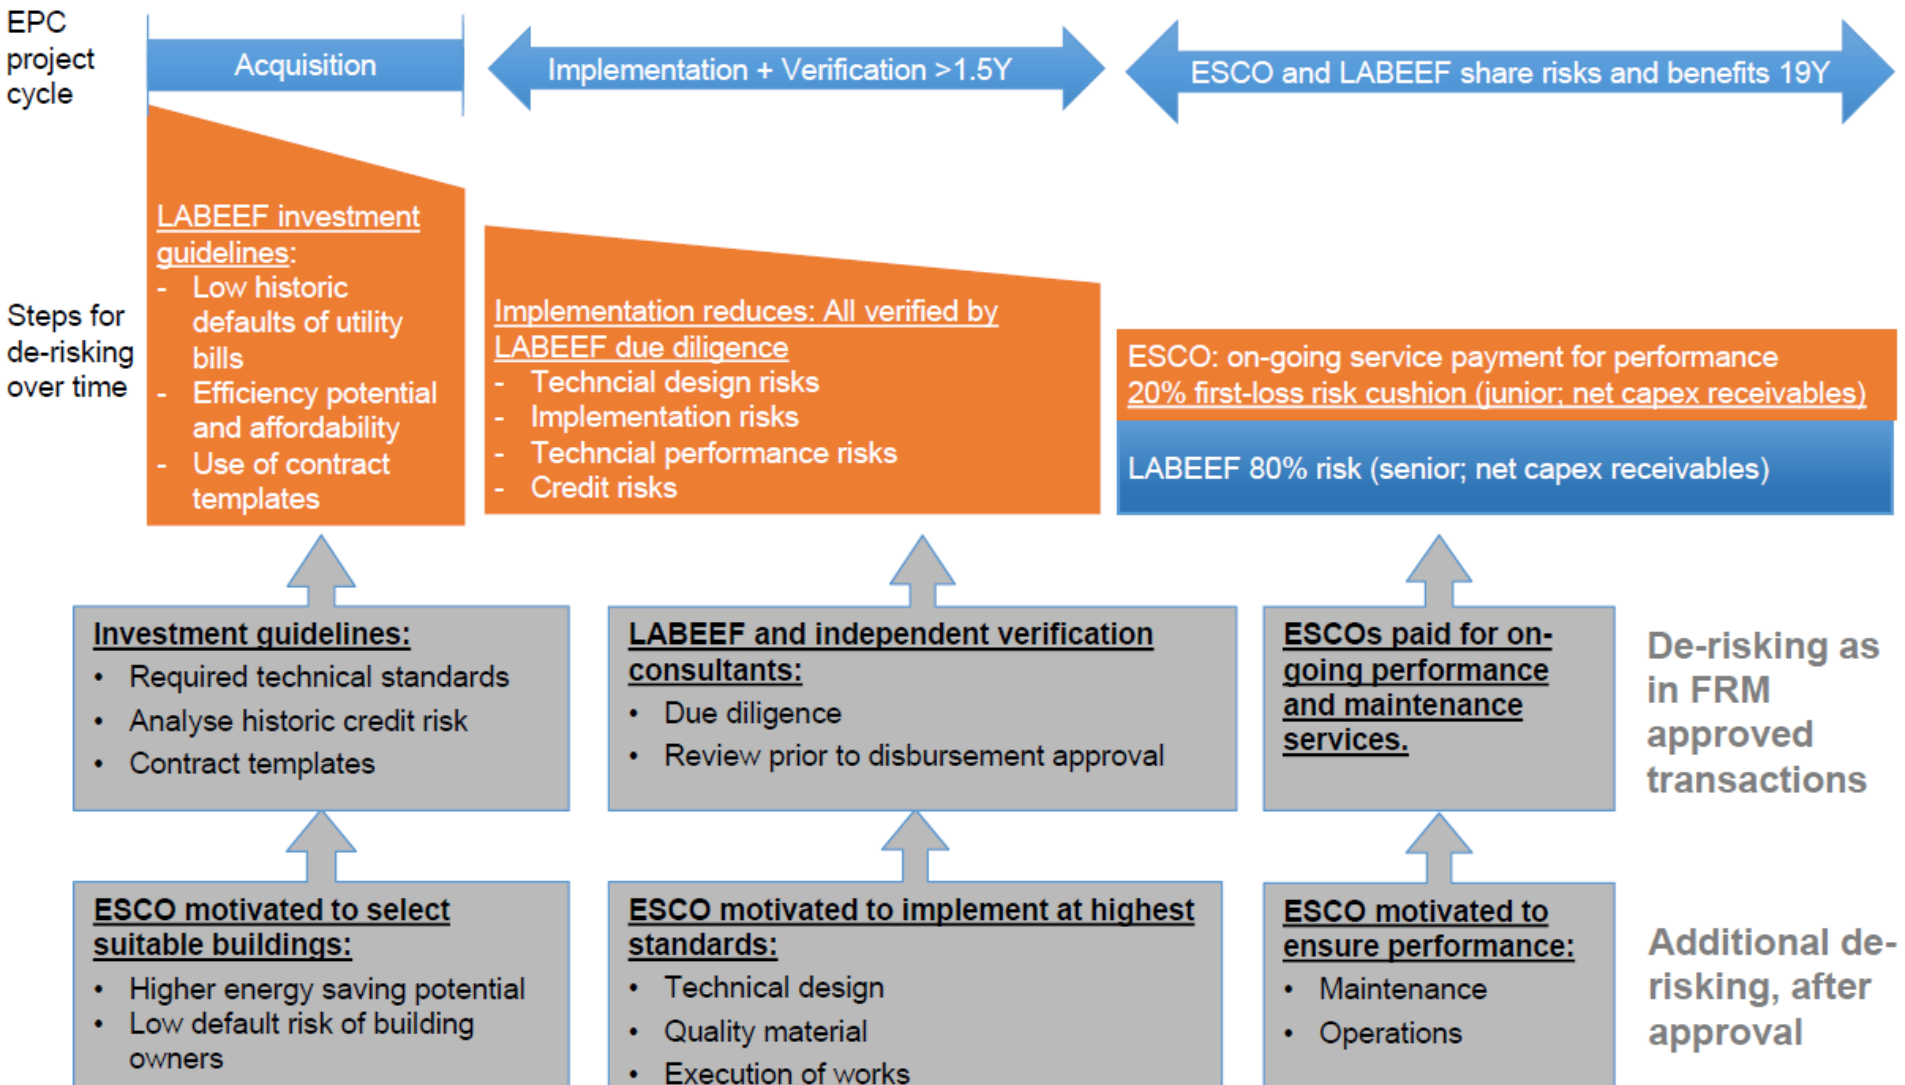 EPC
project
cycle
Acquisition
Implementation + Verification >1.5Y
ESCO and LABEEF share risks and benefits 19Y
Steps for
de-risking
over time
LABEEF investment
guidelines:
- Low historic
defaults of utility
bills
- Efficiency potential
and affordability
- Use of contract
templates
Implementation reduces: All verified by
LABEEF due diligence
- Techncial design risks
- Implementation risks
- Techncial performance risks
- Credit risks
ESCO: on-going service payment for performance
20% first-loss risk cushion (junior; net capex receivables)
LABEEF 80% risk (senior; net capex receivables)
Investment guidelines:
• Required technical standards
• Analyse historic credit risk
• Contract templates
LABEEF and independent verification
consultants:
• Due diligence
• Review prior to disbursement approval
ESCOs paid for on-
going performance
and maintenance
services.
De-risking as
in FRM
approved
transactions
ESCO motivated to select
suitable buildings:
• Higher energy saving potential
• Low default risk of building
owners
ESCO motivated to implement at highest
standards:
• Technical design
• Quality material
• Execution of works
ESCO motivated to
ensure performance:
• Maintenance
• Operations
Additional de-
risking, after
approval